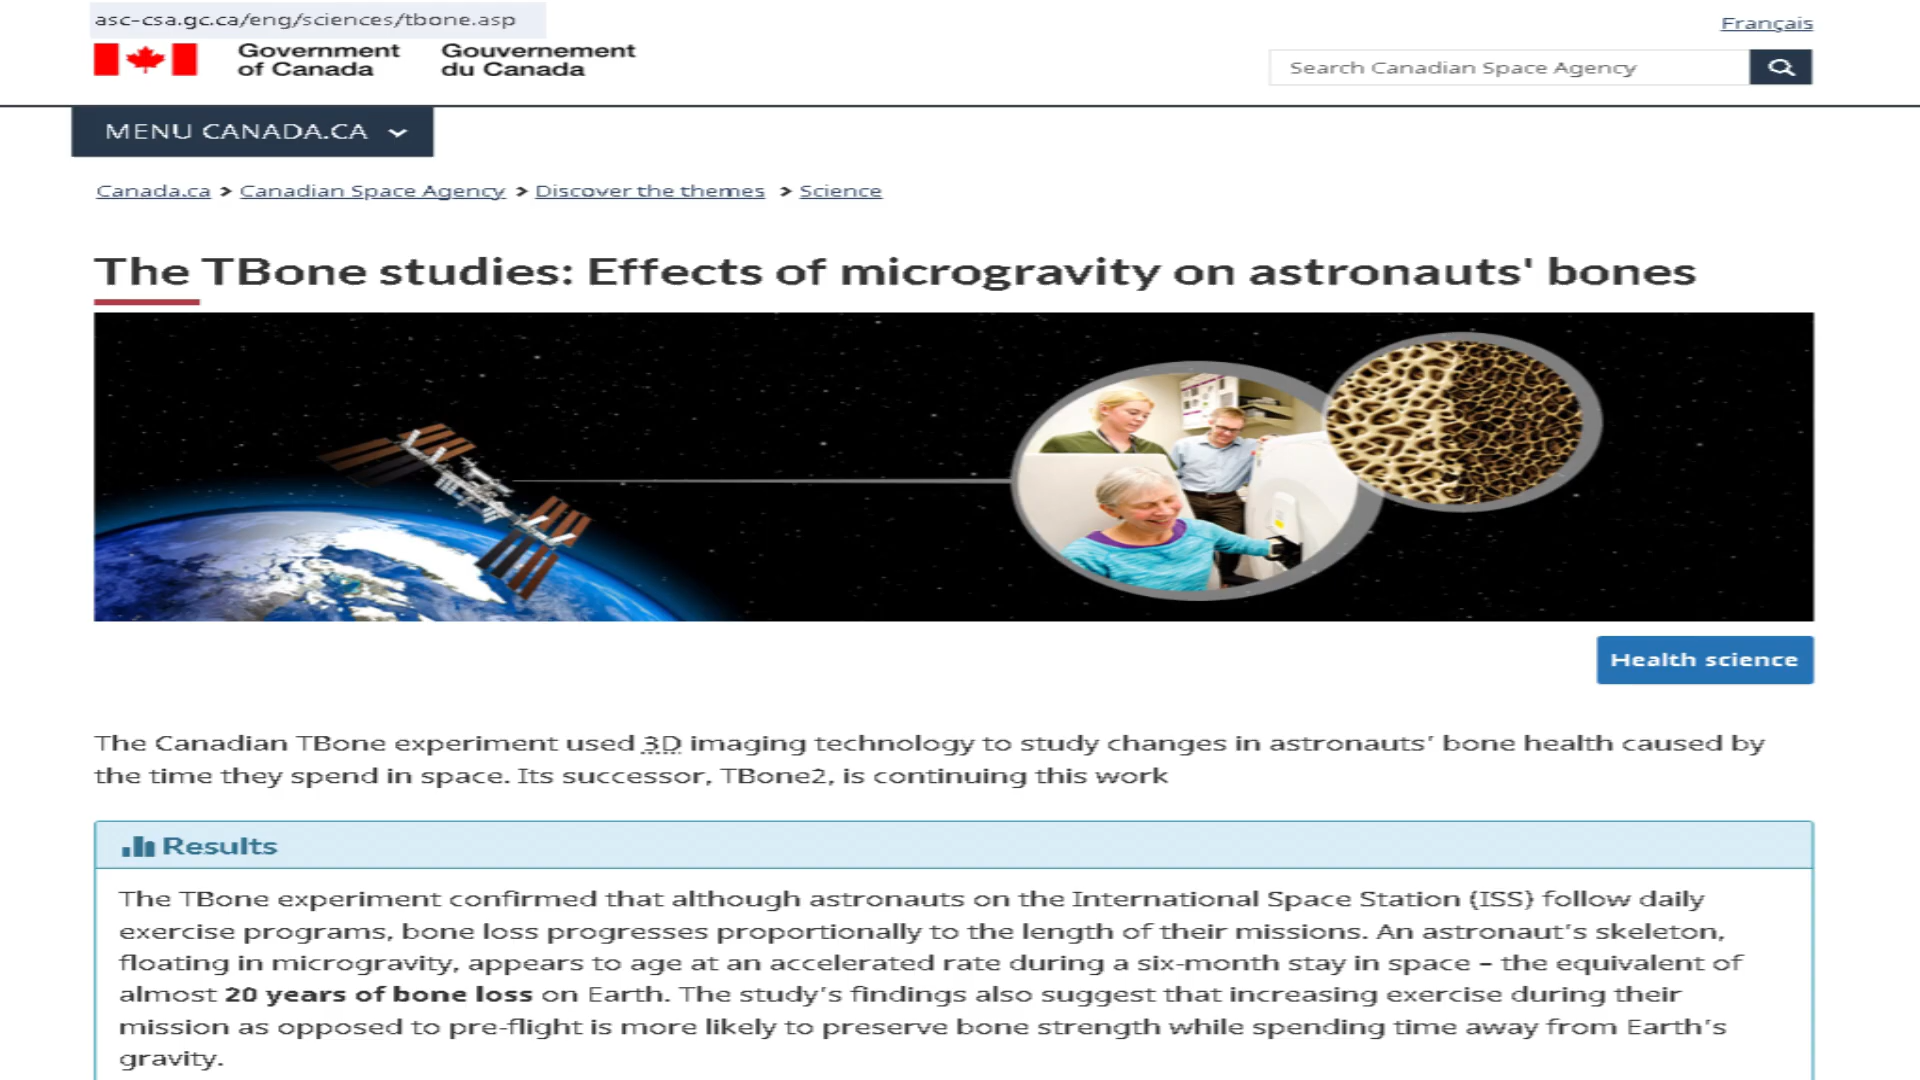 asc-csa.gc.ca/eng/sciences/tbone.asp
Français
Government of Canada
Gouvernement du Canada
Search Canadian Space Agency
MENU CANADA.CA
Canada.ca > Canadian Space Agency > Discover the themes > Science
The TBone studies: Effects of microgravity on astronauts' bones
Health science
The Canadian TBone experiment used 3D imaging technology to study changes in astronauts’ bone health caused by
the time they spend in space. Its successor, TBone2, is continuing this work
Results
The TBone experiment confirmed that although astronauts on the International Space Station (ISS) follow daily
exercise programs, bone loss progresses proportionally to the length of their missions. An astronaut's skeleton,
floating in microgravity, appears to age at an accelerated rate during a six-month stay in space – the equivalent of
almost 20 years of bone loss on Earth. The study's findings also suggest that increasing exercise during their
mission as opposed to pre-flight is more likely to preserve bone strength while spending time away from Earth's
gravity.